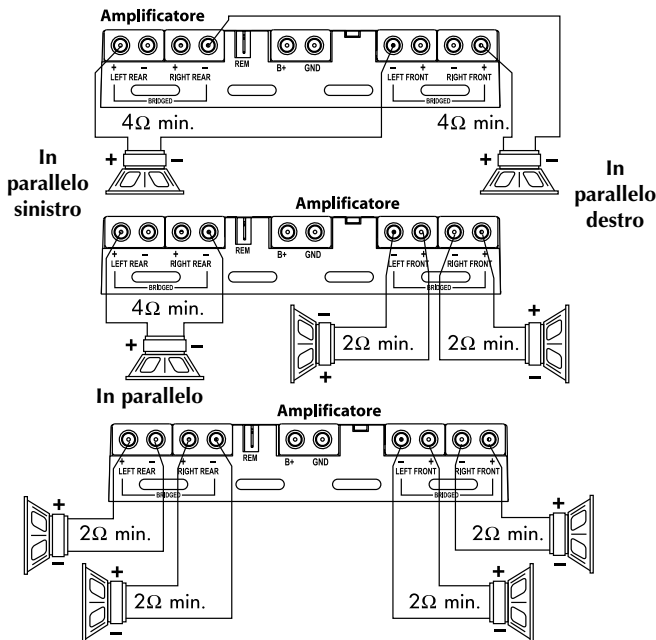 Amplificatore
+ − + − REM B+ GND − + − +
LEFT REAR RIGHT REAR LEFT FRONT RIGHT FRONT
BRIDGED BRIDGED
4Ω min. 4Ω min.
+ − + −
In
parallelo
sinistro
In
parallelo
destro
Amplificatore
+ − + − REM B+ GND − + − +
LEFT REAR RIGHT REAR LEFT FRONT RIGHT FRONT
BRIDGED BRIDGED
4Ω min.
+ −
In parallelo
− 2Ω min. 2Ω min. +
+ −
Amplificatore
+ − + − REM B+ GND − + − +
LEFT REAR RIGHT REAR LEFT FRONT RIGHT FRONT
BRIDGED BRIDGED
+ 2Ω min. 2Ω min. +
− −
+ 2Ω min. 2Ω min. +
− −